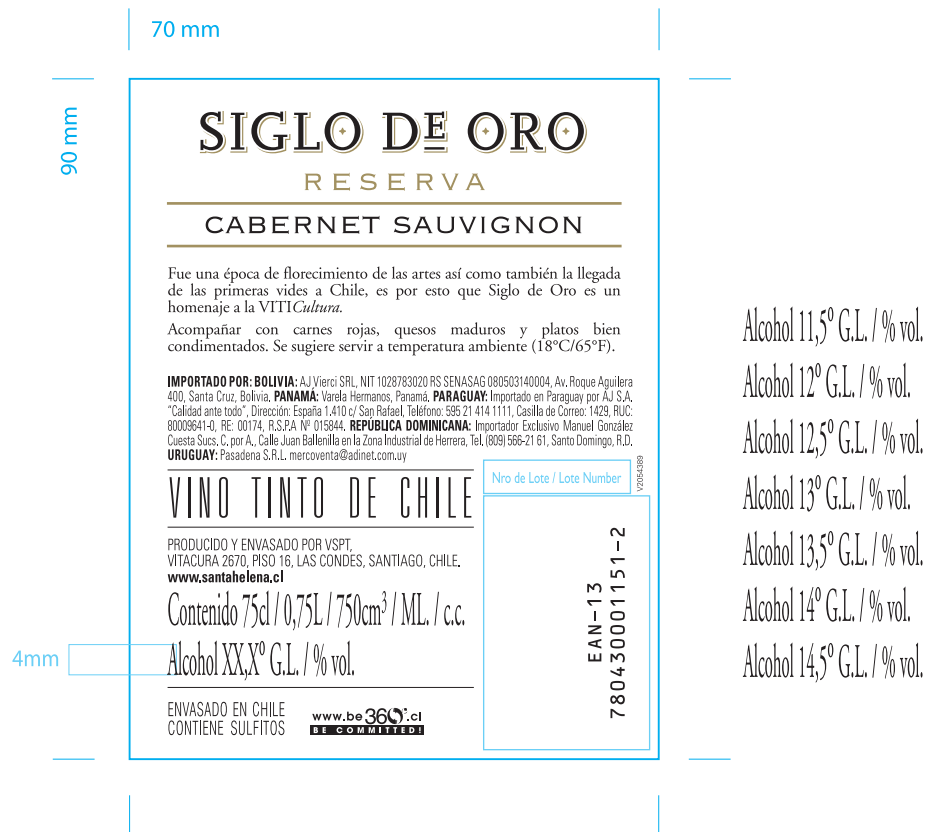 70 mm
90 mm
SIGLO DE ORO
RESERVA
CABERNET SAUVIGNON
Fue una época de florecimiento de las artes así como también la llegada
de las primeras vides a Chile, es por esto que Siglo de Oro es un
homenaje a la VITICultura.
Acompañar con carnes rojas, quesos maduros y platos bien
condimentados. Se sugiere servir a temperatura ambiente (18°C/65°F).
IMPORTADO POR: BOLIVIA: AJ Vierci SRL, NIT 1028783020 RS SENASAG 080503140004, Av. Roque Aguilera
400, Santa Cruz, Bolivia. PANAMÁ: Varela Hermanos, Panamá. PARAGUAY: Importado en Paraguay por AJ S.A.
"Calidad ante todo", Dirección: España 1.410 c/ San Rafael, Teléfono: 595 21 414 1111, Casilla de Correo: 1429, RUC:
80009641-0, RE: 00174, R.S.P.A Nº 015844. REPÚBLICA DOMINICANA: Importador Exclusivo Manuel González
Cuesta Sucs. C. por A., Calle Juan Ballenilla en la Zona Industrial de Herrera, Tel. (809) 566-21 61, Santo Domingo, R.D.
URUGUAY: Pasadena S.R.L. mercoventa@adinet.com.uy
Nro de Lote / Lote Number
V2054389
VINO TINTO DE CHILE
PRODUCIDO Y ENVASADO POR VSPT,
VITACURA 2670, PISO 16, LAS CONDES, SANTIAGO, CHILE.
www.santahelena.cl
Contenido 75cl / 0,75L / 750cm³ / ML. / c.c.
4mm
Alcohol XX,Xº G.L. / % vol.
ENVASADO EN CHILE
CONTIENE SULFITOS
www.be360°.cl
BE COMMITTED!
EAN-13
780430001151-2
Alcohol 11,5º G.L. / % vol.
Alcohol 12º G.L. / % vol.
Alcohol 12,5º G.L. / % vol.
Alcohol 13º G.L. / % vol.
Alcohol 13,5º G.L. / % vol.
Alcohol 14º G.L. / % vol.
Alcohol 14,5º G.L. / % vol.